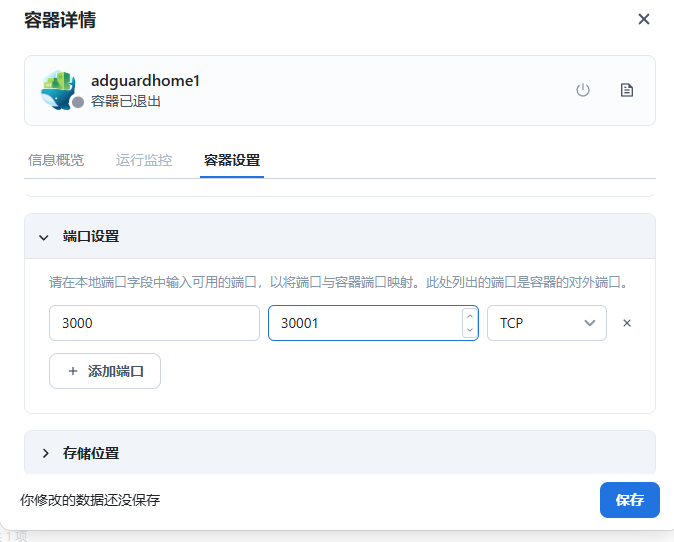 容器详情
adguardhome1
容器已退出
信息概览 运行监控 容器设置
端口设置
请在本地端口字段中输入可用的端口，以将端口与容器端口映射。此处列出的端口是容器的对外端口。
3000 30001 TCP
+ 添加端口
存储位置
你修改的数据还没保存 保存
1 项